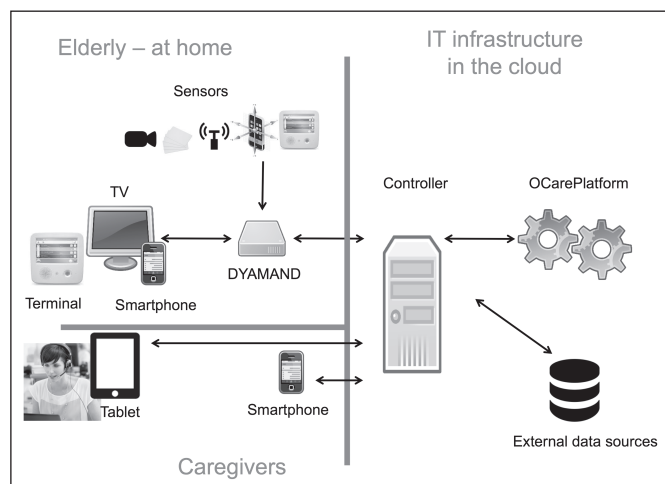 Elderly – at home
IT infrastructure
in the cloud
Sensors
TV
Controller
OCarePlatform
DYAMAND
Terminal
Smartphone
Tablet
Smartphone
External data sources
Caregivers